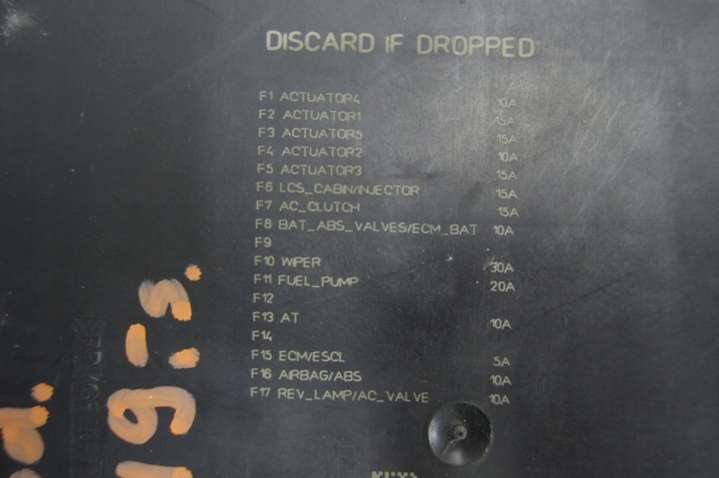 DISCARD IF DROPPED
F1 ACTUATOR4 10A
F2 ACTUATOR1 15A
F3 ACTUATOR5 15A
F4 ACTUATOR2 10A
F5 ACTUATOR3 15A
F6 LCS_CABIN/INJECTOR 15A
F7 AC_CLUTCH 15A
F8 BAT_ABS_VALVES/ECM_BAT 10A
F9
F10 WIPER 30A
F11 FUEL_PUMP 20A
F12
F13 AT 10A
F14
F15 ECM/ESCL 5A
F16 AIRBAG/ABS 10A
F17 REV_LAMP/AC_VALVE 10A